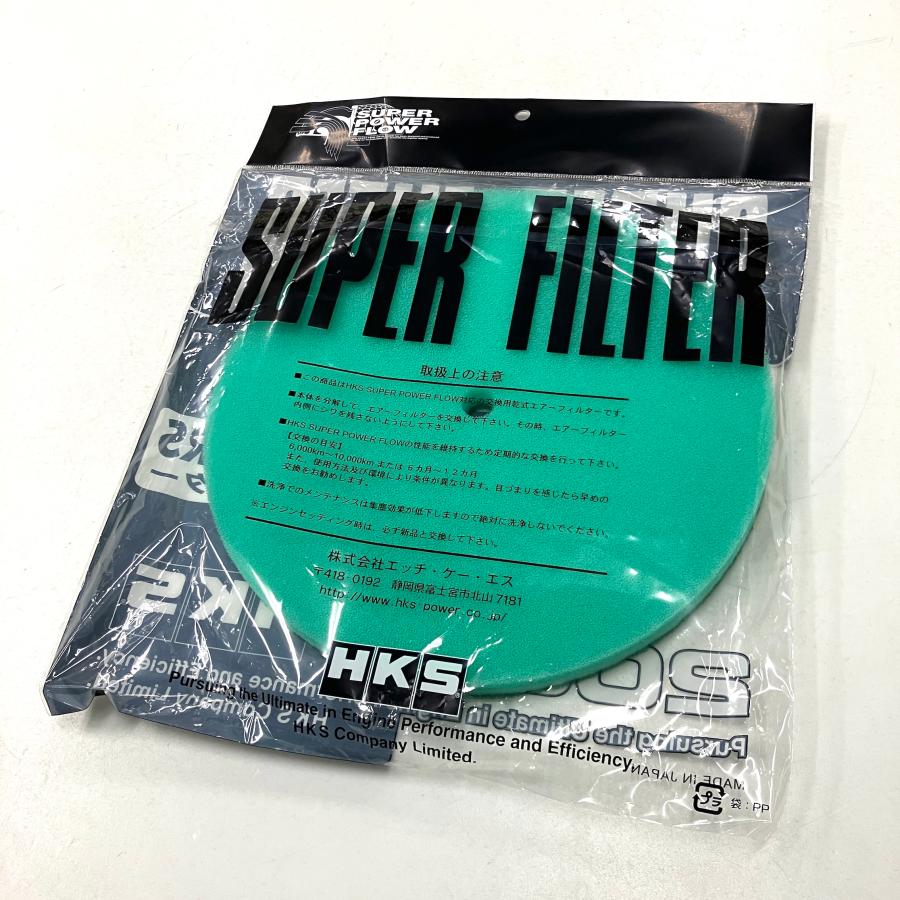 SUPER
POWER
FLOW
SUPER FILTER
取扱上の注意
■この商品はHKS SUPER POWER FLOW対応の交換用乾式エアーフィルターです。
■本体を分解して、エアーフィルターを交換して下さい。その時、エアーフィルター
内側にシワを残さないようにして下さい。
■HKS SUPER POWER FLOWの性能を維持するため定期的な交換を行って下さい。
【交換の目安】
6,000km〜10,000km または 6カ月〜12カ月
また、使用方法及び環境により条件が異なります。目づまりを感じたら早めの
交換をお勧めします。
■洗浄でのメンテナンスは集塵効果が低下しますので絶対に洗浄しないでください。
※エンジンセッティング時は、必ず新品と交換して下さい。
株式会社エッチ・ケー・エス
〒418-0192 静岡県富士宮市北山7181
http://www.hks-power.co.jp/
HKS
Pursuing the Ultimate in Engine Performance and Efficiency
HKS Company Limited.
MADE IN JAPAN
プラ 袋:PP